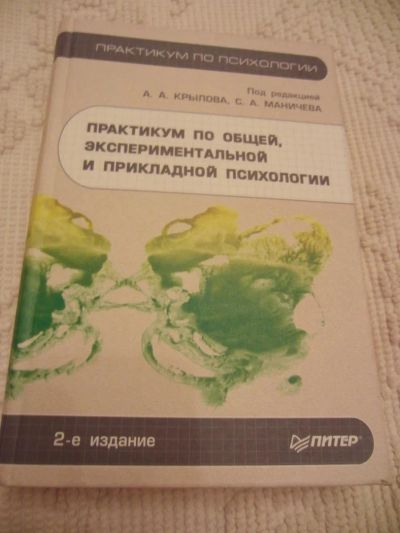 ПРАКТИКУМ ПО ПСИХОЛОГИИ
Под редакцией
А. А. КРЫЛОВА, С. А. МАНИЧЕВА
ПРАКТИКУМ ПО ОБЩЕЙ,
ЭКСПЕРИМЕНТАЛЬНОЙ
И ПРИКЛАДНОЙ ПСИХОЛОГИИ
2-е издание
ПИТЕР®